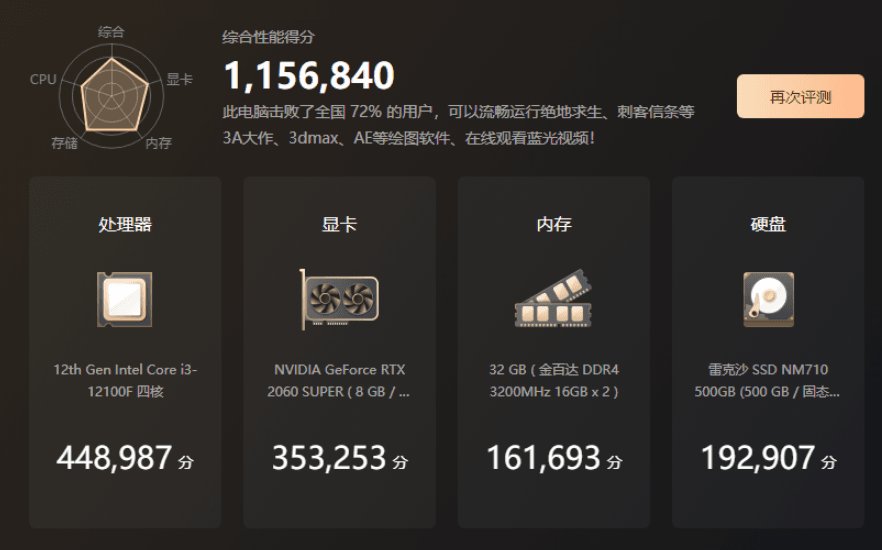 综合
CPU
显卡
存储
内存
综合性能得分
1,156,840
此电脑击败了全国 72% 的用户，可以流畅运行绝地求生、刺客信条等
3A大作、3dmax、AE等绘图软件、在线观看蓝光视频！
再次评测
处理器
12th Gen Intel Core i3-
12100F 四核
448,987 分
显卡
NVIDIA GeForce RTX
2060 SUPER ( 8 GB / ...
353,253 分
内存
32 GB ( 金百达 DDR4
3200MHz 16GB x 2 )
161,693 分
硬盘
雷克沙 SSD NM710
500GB (500 GB / 固态...
192,907 分